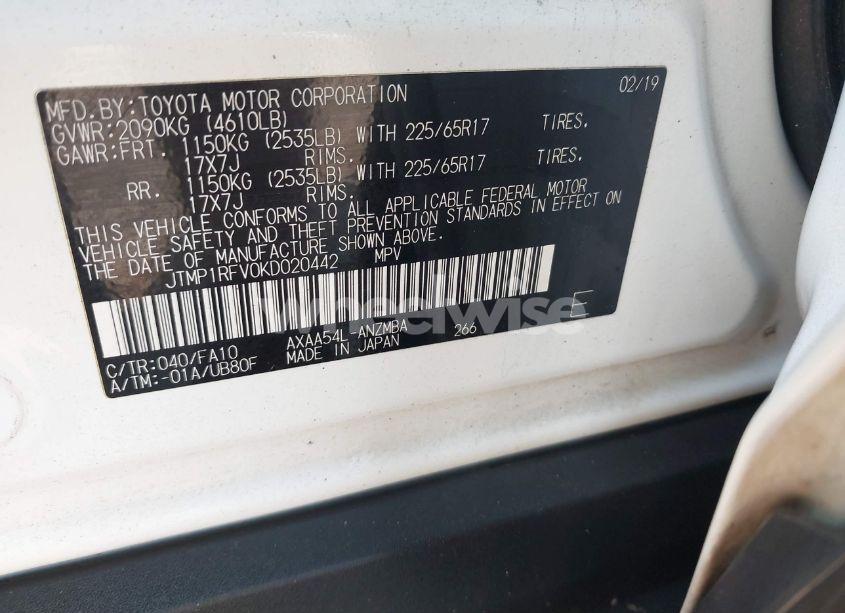 02/19
MFD.BY:TOYOTA MOTOR CORPORATION
GVWR:2090KG (4610LB)
GAWR:FRT. 1150KG (2535LB) WITH 225/65R17 TIRES.
17X7J RIMS.
RR. 1150KG (2535LB) WITH 225/65R17 TIRES.
17X7J RIMS.
THIS VEHICLE CONFORMS TO ALL APPLICABLE FEDERAL MOTOR
VEHICLE SAFETY AND THEFT PREVENTION STANDARDS IN EFFECT ON
THE DATE OF MANUFACTURE SHOWN ABOVE.
JTMP1RFV0KD020442 MPV
wheelwise
E
C/TR:040/FA10 AXAA54L-ANZMBA 266
A/TM:-01A/UB80F MADE IN JAPAN